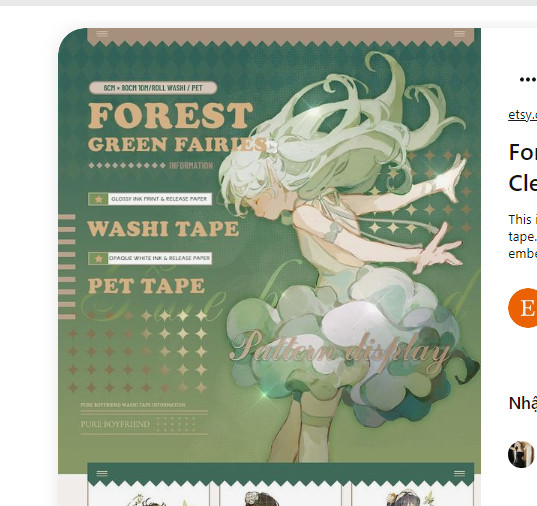 6CM × 80CM 10M/ROLL WASHI / PET
FOREST
GREEN FAIRIES
INFORMATION
GLOSSY INK PRINT & RELEASE PAPER
WASHI TAPE
OPAQUE WHITE INK & RELEASE PAPER
PET TAPE
Pattern display
PURE BOYFRIEND WASHI TAPE INFORMATION
PURE BOYFRIEND
etsy.c
For
Cle
This i
tape.
embe
E
Nhậ